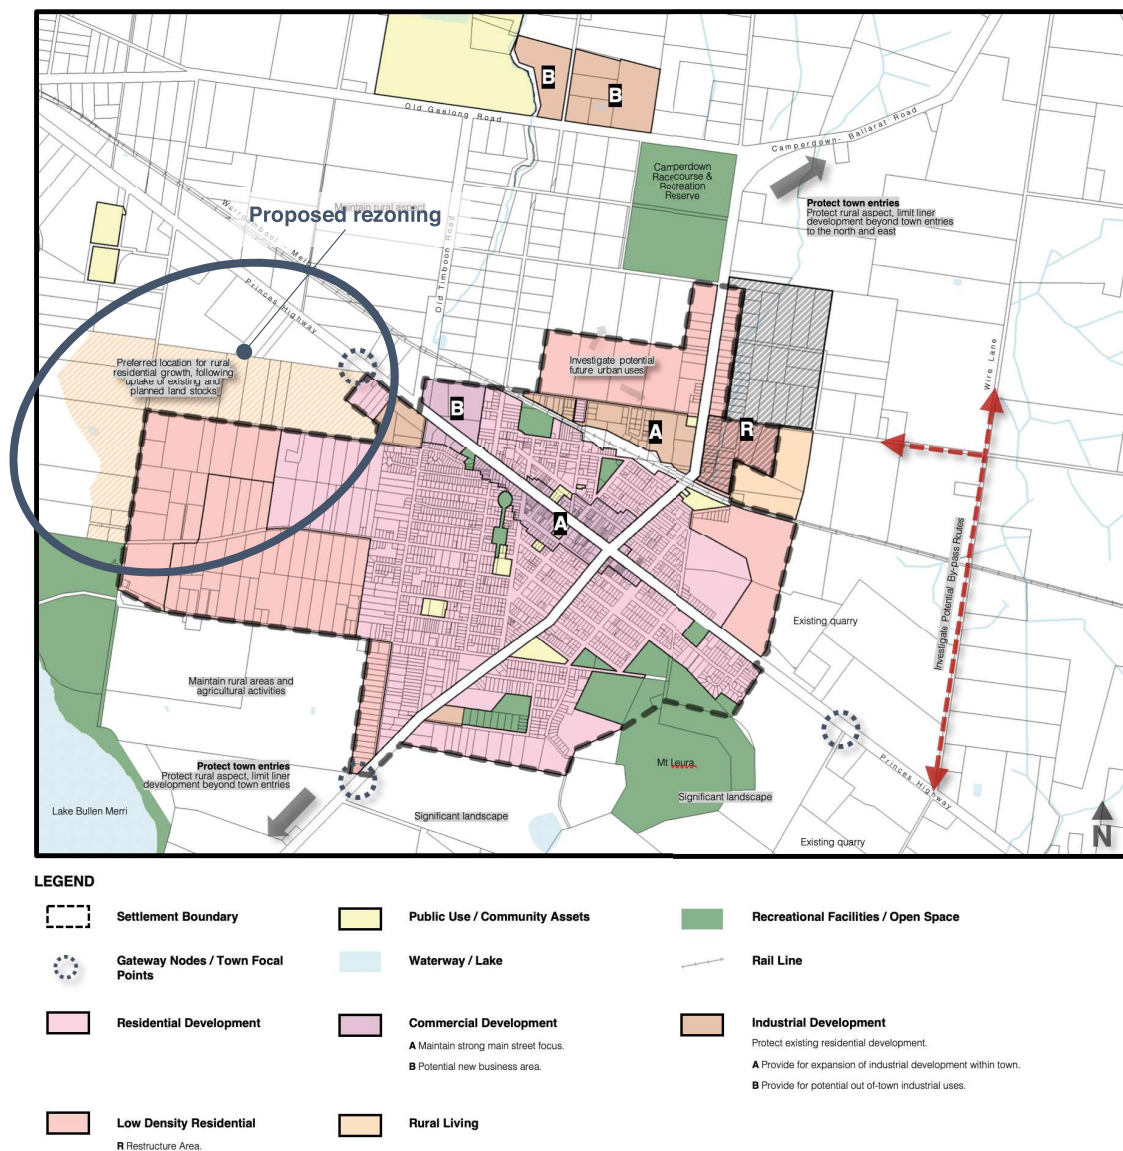 B
B
Old Geelong Road
Camperdown- Ballarat Road
Camperdown
Racecourse &
Recreation
Reserve
Protect town entries
Protect rural aspect, limit liner
development beyond town entries
to the north and east
Maintain rural aspect
Proposed rezoning
Old Timboon Road
Princes Highway
Wire Lane
Preferred location for rural
residential growth, following
uptake of existing and
planned land stocks
Investigate potential
future urban uses
B
A
R
A
Investigate Potential By-pass Routes
Existing quarry
Maintain rural areas and
agricultural activities
Protect town entries
Protect rural aspect, limit liner
development beyond town entries
Mt Leura
Significant landscape
Princes Highway
Lake Bullen Merri
Significant landscape
Existing quarry
N
LEGEND
Settlement Boundary
Public Use / Community Assets
Recreational Facilities / Open Space
Gateway Nodes / Town Focal
Points
Waterway / Lake
Rail Line
Residential Development
Commercial Development
A Maintain strong main street focus.
B Potential new business area.
Industrial Development
Protect existing residential development.
A Provide for expansion of industrial development within town.
B Provide for potential out of-town industrial uses.
Low Density Residential
R Restructure Area.
Rural Living